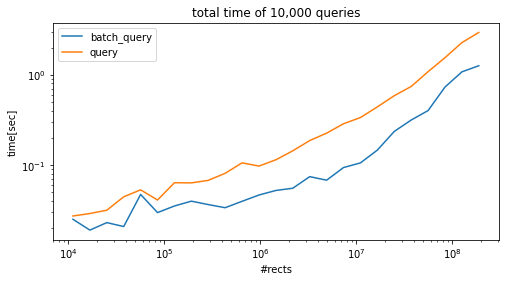 total time of 10,000 queries
batch_query
query
time[sec]
10⁰
10⁻¹
10⁴
10⁵
10⁶
10⁷
10⁸
#rects